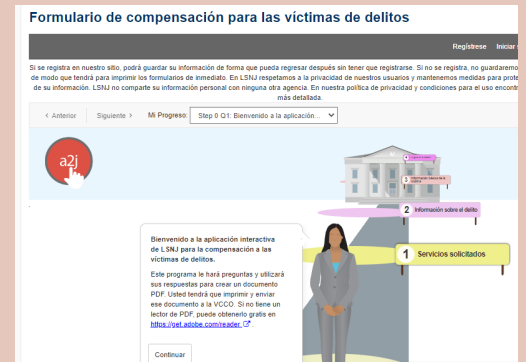 Formulario de compensación para las víctimas de delitos
Regístrese Iniciar
Si se registra en nuestro sitio, podrá guardar su información de forma que pueda regresar después sin tener que registrarse. Si no se registra, no guardaremo
de modo que tendrá para imprimir los formularios de inmediato. En LSNJ respetamos a la privacidad de nuestros usuarios y mantenemos medidas para prote
de su información. LSNJ no comparte su información personal con ninguna otra agencia. En nuestra política de privacidad y condiciones para el uso encontr
más detallada.
< Anterior Siguiente > Mi Progreso: Step 0 Q1: Bienvenido a la aplicación...
a2j
4
3 Información básica de la
2 Información sobre el delito
1 Servicios solicitados
Bienvenido a la aplicación interactiva
de LSNJ para la compensación a las
víctimas de delitos.
Este programa le hará preguntas y utilizará
sus respuestas para crear un documento
PDF. Usted tendrá que imprimir y enviar
ese documento a la VCCO. Si no tiene un
lector de PDF, puede obtenerlo gratis en
https://get.adobe.com/reader
Continuar